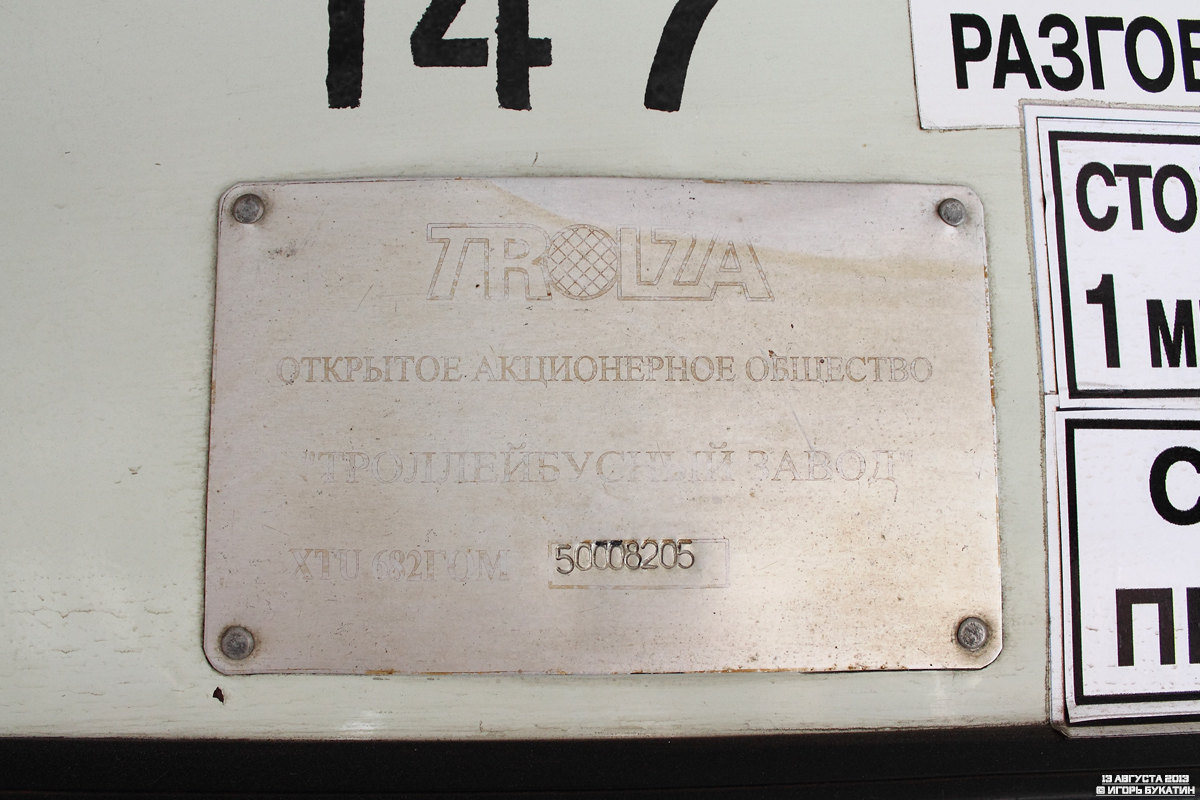 147
РАЗГОВ
СТО
1 М
С
TROLZA
ОТКРЫТОЕ АКЦИОНЕРНОЕ ОБЩЕСТВО
"ТРОЛЛЕЙБУСНЫЙ ЗАВОД"
XTU 682Г0М 50008205
13 АВГУСТА 2013
© ИГОРЬ БУКАТИН